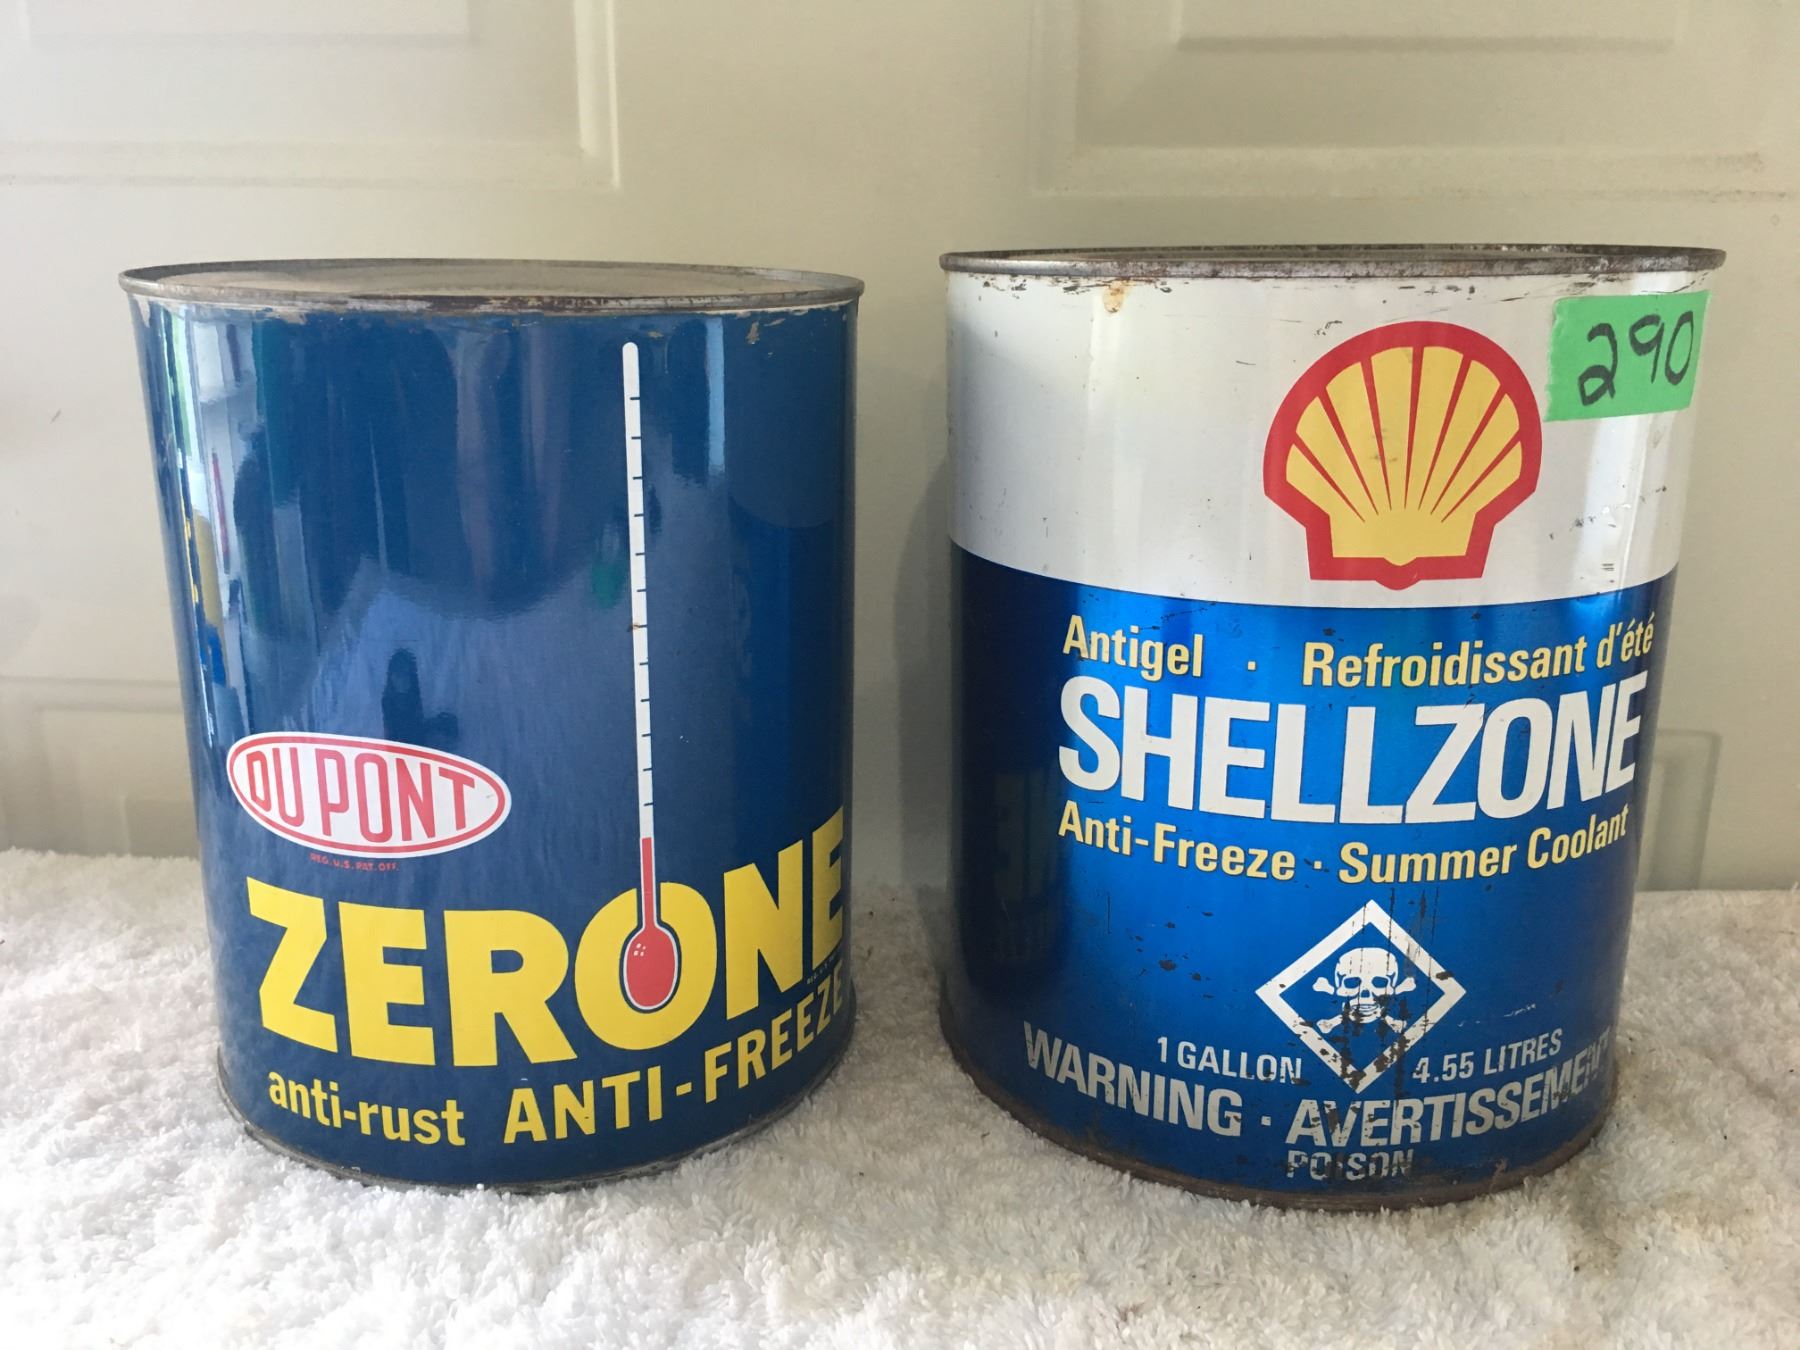 DU PONT
REG. U.S. PAT. OFF.
ZERONE
anti-rust ANTI-FREEZE
290
Antigel · Refroidissant d'été
SHELLZONE
Anti-Freeze · Summer Coolant
1 GALLON 4.55 LITRES
WARNING · AVERTISSEMENT
POISON